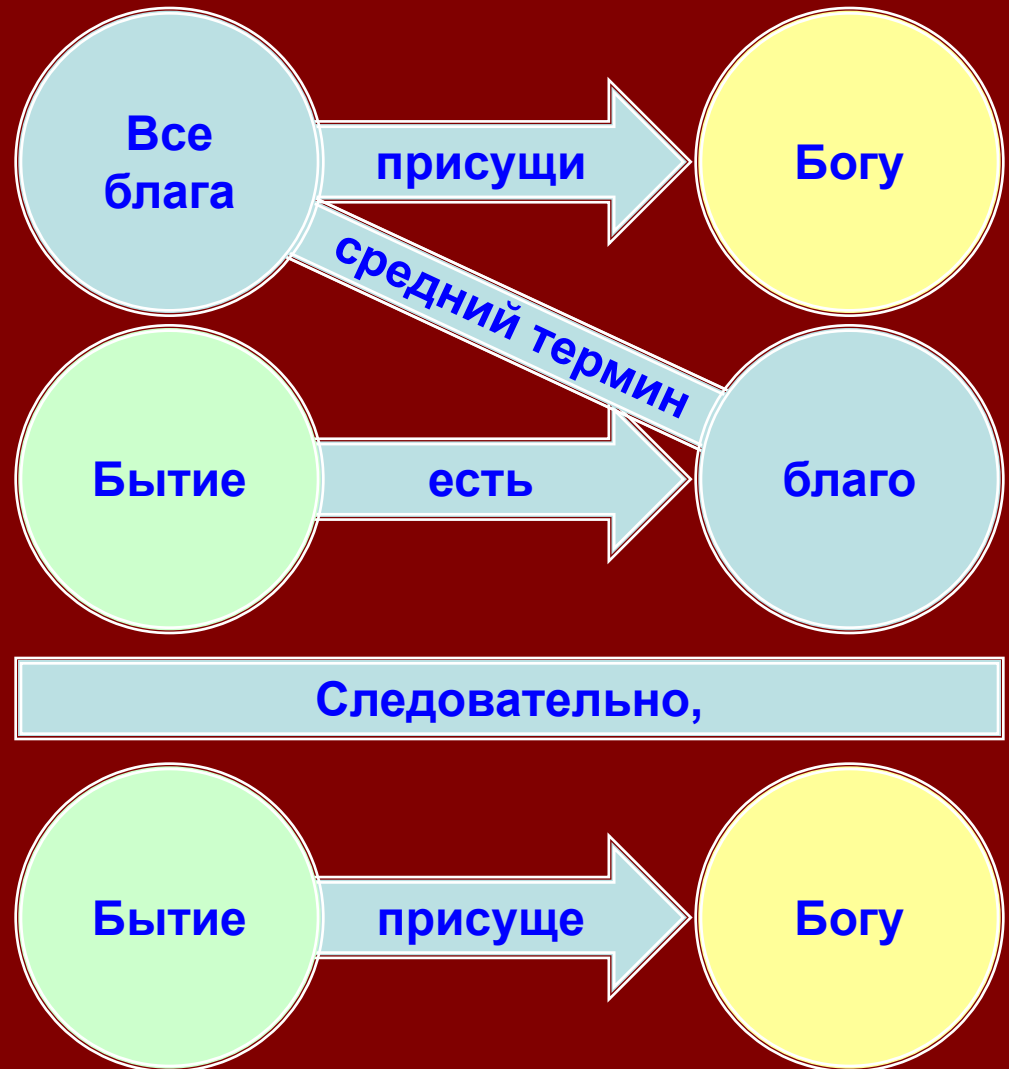 Все
блага
присущи
Богу
средний термин
Бытие
есть
благо
Следовательно,
Бытие
присуще
Богу